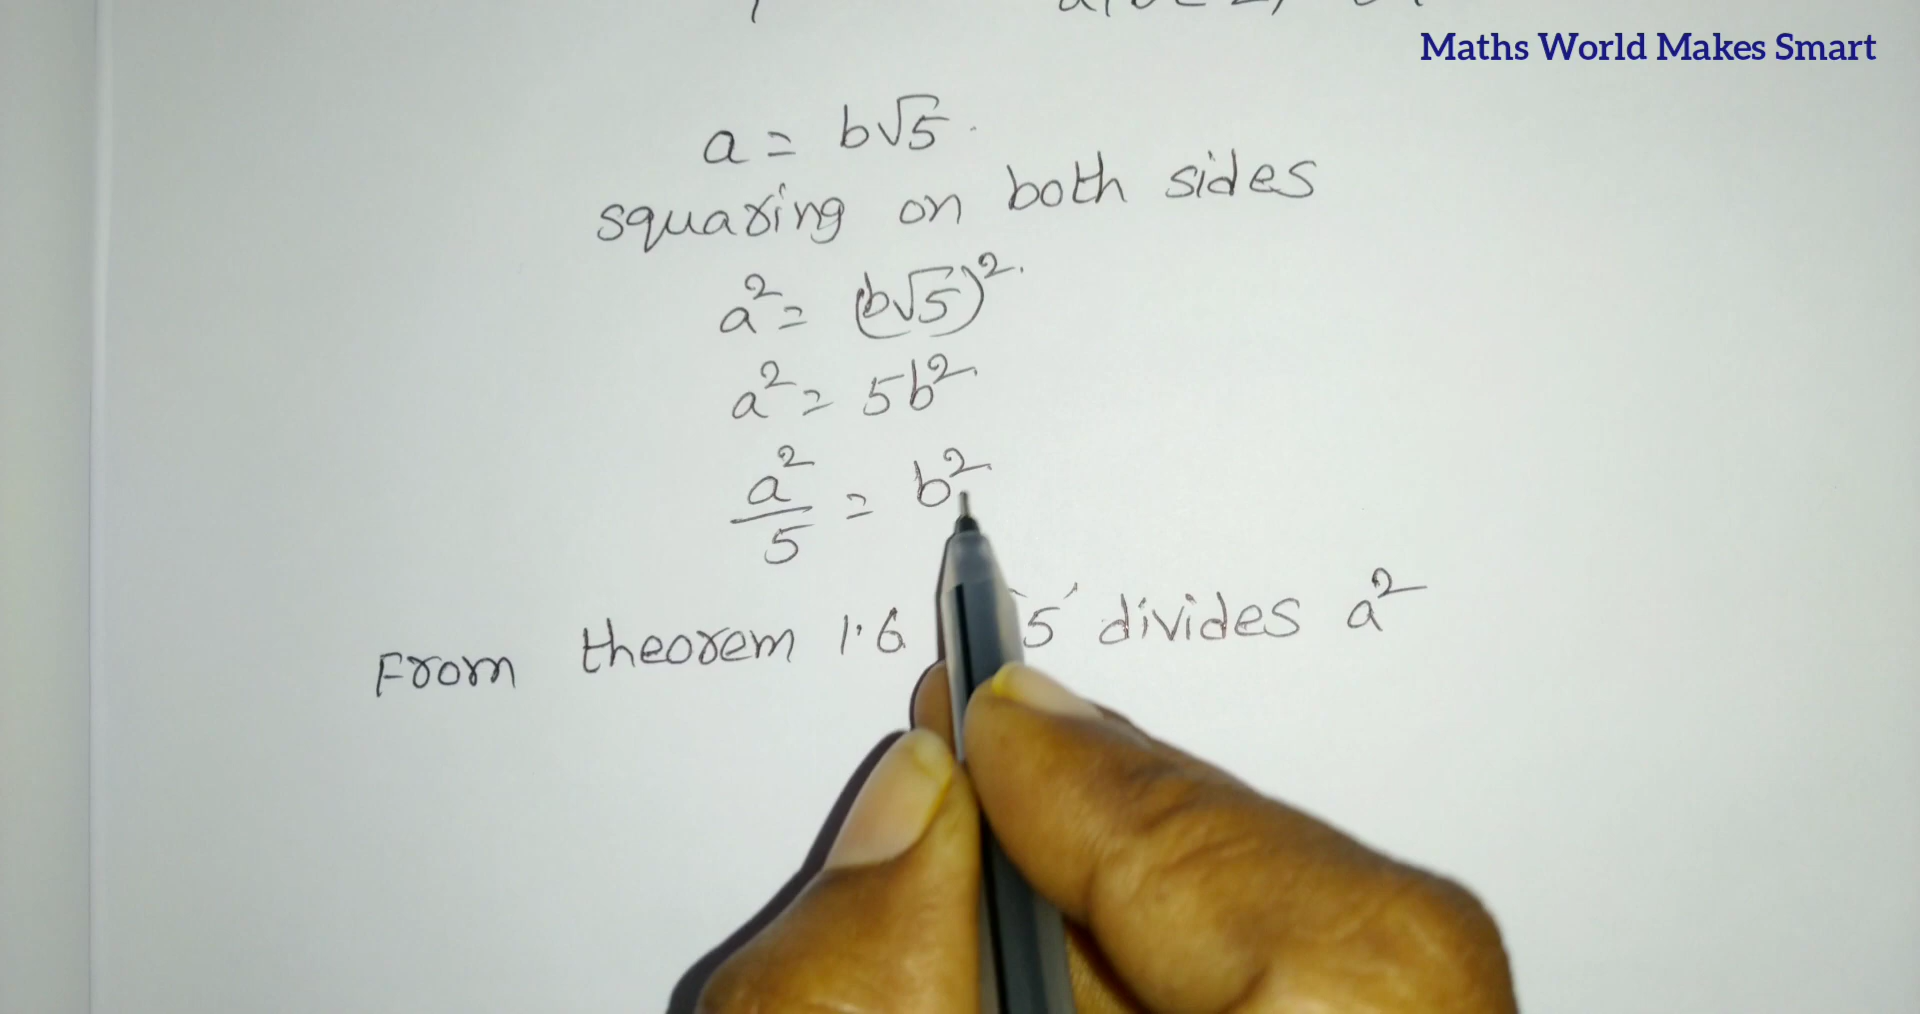 Maths World Makes Smart
a = b√5.
squaring on both sides
a² = (b√5)².
a² = 5b².
a²/5 = b²
From theorem 1.6 '5' divides a²